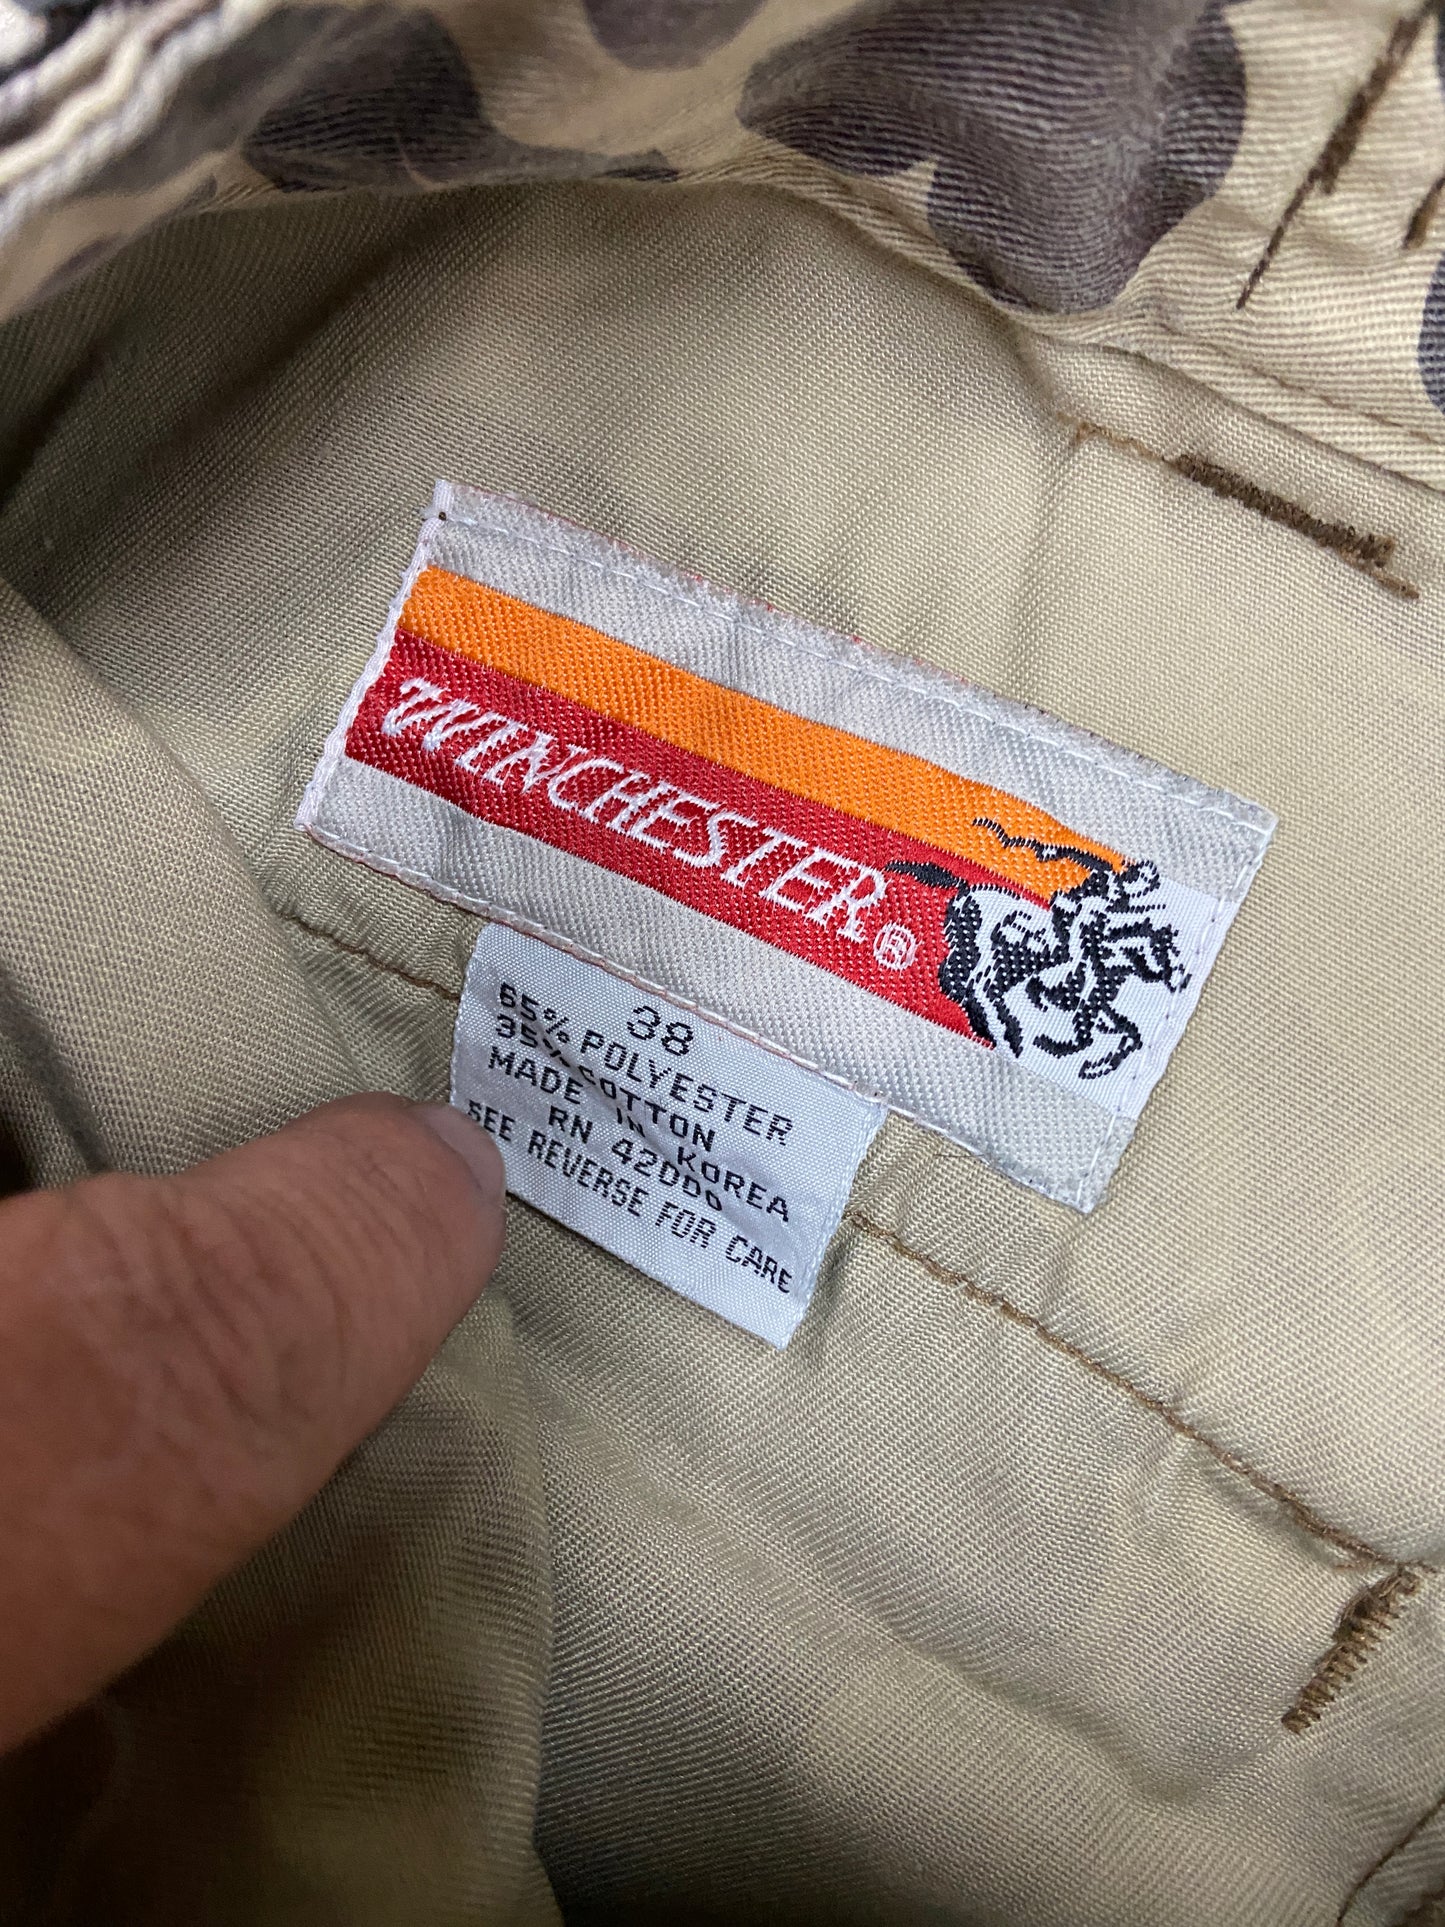 WINCHESTER®
38
65% POLYESTER
35% COTTON
MADE IN KOREA
RN 42000
SEE REVERSE FOR CARE